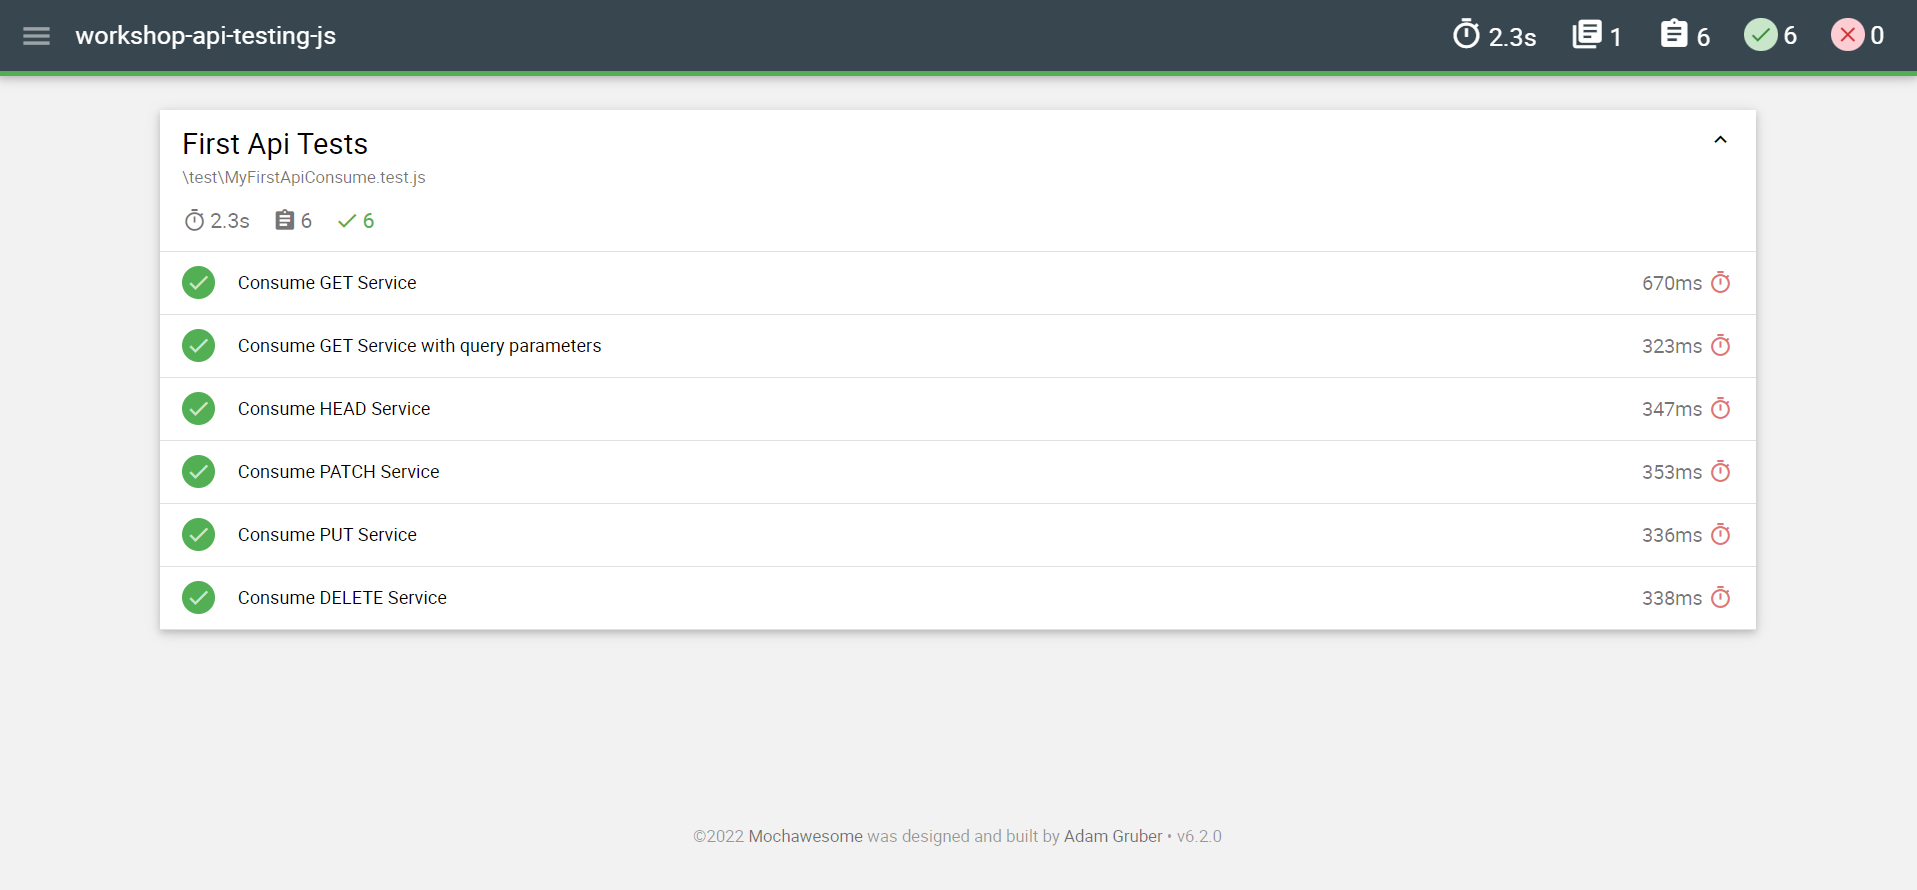 workshop-api-testing-js
2.3s 1 6 6 0
First Api Tests
\test\MyFirstApiConsume.test.js
2.3s 6 6
Consume GET Service 670ms
Consume GET Service with query parameters 323ms
Consume HEAD Service 347ms
Consume PATCH Service 353ms
Consume PUT Service 336ms
Consume DELETE Service 338ms
©2022 Mochawesome was designed and built by Adam Gruber • v6.2.0